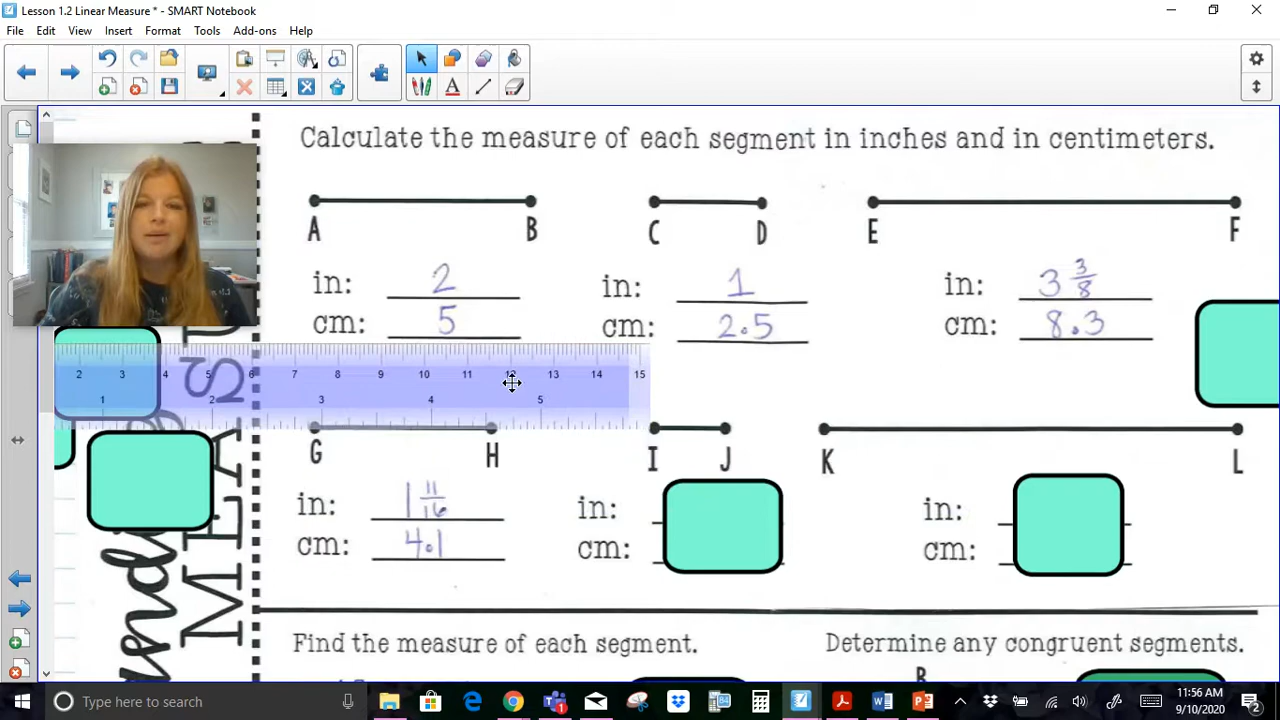 Lesson 1.2 Linear Measure * - SMART Notebook
File Edit View Insert Format Tools Add-ons Help
Calculate the measure of each segment in inches and in centimeters.
A B C D E F
in: 2 in: 1 in: 3 3/8
cm: 5 cm: 2.5 cm: 8.3
2 3 4 5 6 7 8 9 10 11 12 13 14 15
1 2 3 4 5
G H I J K L
in: 1 11/16 in: in:
cm: 4.1 cm: cm:
Find the measure of each segment. Determine any congruent segments.
R
Type here to search
11:56 AM
9/10/2020
2